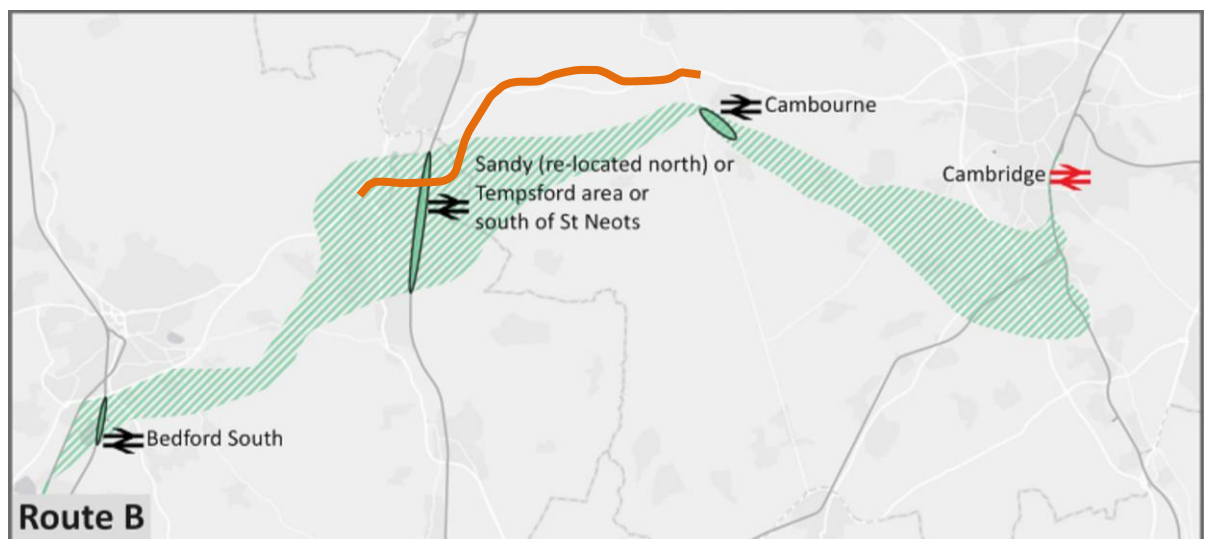 Cambourne
Sandy (re-located north) or
Tempsford area or
south of St Neots
Cambridge
Bedford South
Route B